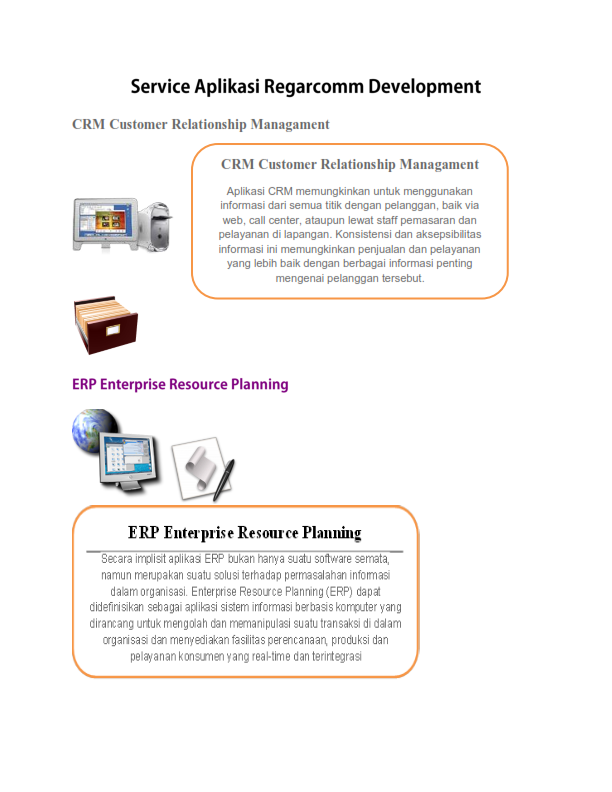 Service Aplikasi Regarcomm Development
CRM Customer Relationship Managament
CRM Customer Relationship Managament
Aplikasi CRM memungkinkan untuk menggunakan
informasi dari semua titik dengan pelanggan, baik via
web, call center, ataupun lewat staff pemasaran dan
pelayanan di lapangan. Konsistensi dan aksepsibilitas
informasi ini memungkinkan penjualan dan pelayanan
yang lebih baik dengan berbagai informasi penting
mengenai pelanggan tersebut.
ERP Enterprise Resource Planning
ERP Enterprise Resource Planning
Secara implisit aplikasi ERP bukan hanya suatu software semata,
namun merupakan suatu solusi terhadap permasalahan informasi
dalam organisasi. Enterprise Resource Planning (ERP) dapat
didefinisikan sebagai aplikasi sistem informasi berbasis komputer yang
dirancang untuk mengolah dan memanipulasi suatu transaksi di dalam
organisasi dan menyediakan fasilitas perencanaan, produksi dan
pelayanan konsumen yang real-time dan terintegrasi